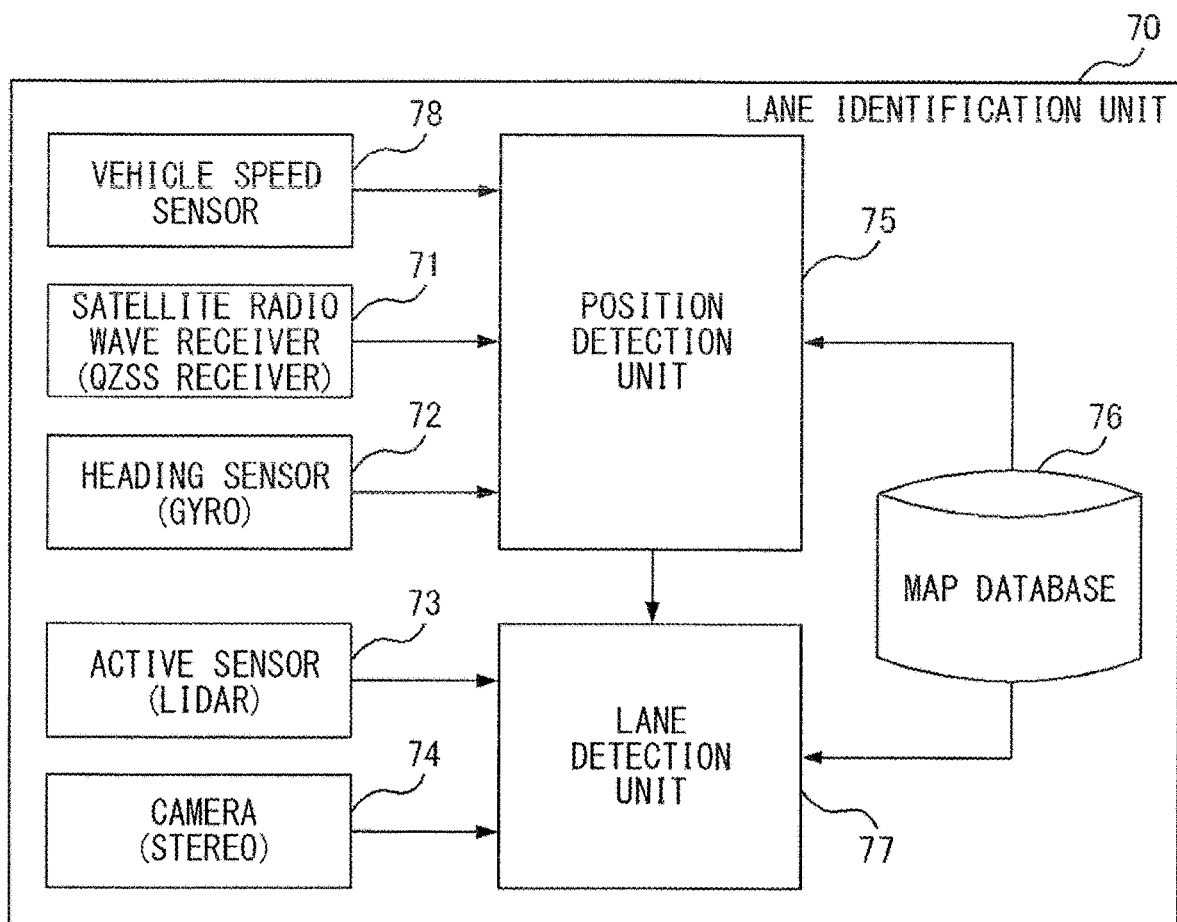 70
LANE IDENTIFICATION UNIT
78
VEHICLE SPEED
SENSOR
71
SATELLITE RADIO
WAVE RECEIVER
(QZSS RECEIVER)
72
HEADING SENSOR
(GYRO)
75
POSITION
DETECTION
UNIT
76
MAP DATABASE
73
ACTIVE SENSOR
(LIDAR)
74
CAMERA
(STEREO)
LANE
DETECTION
UNIT
77